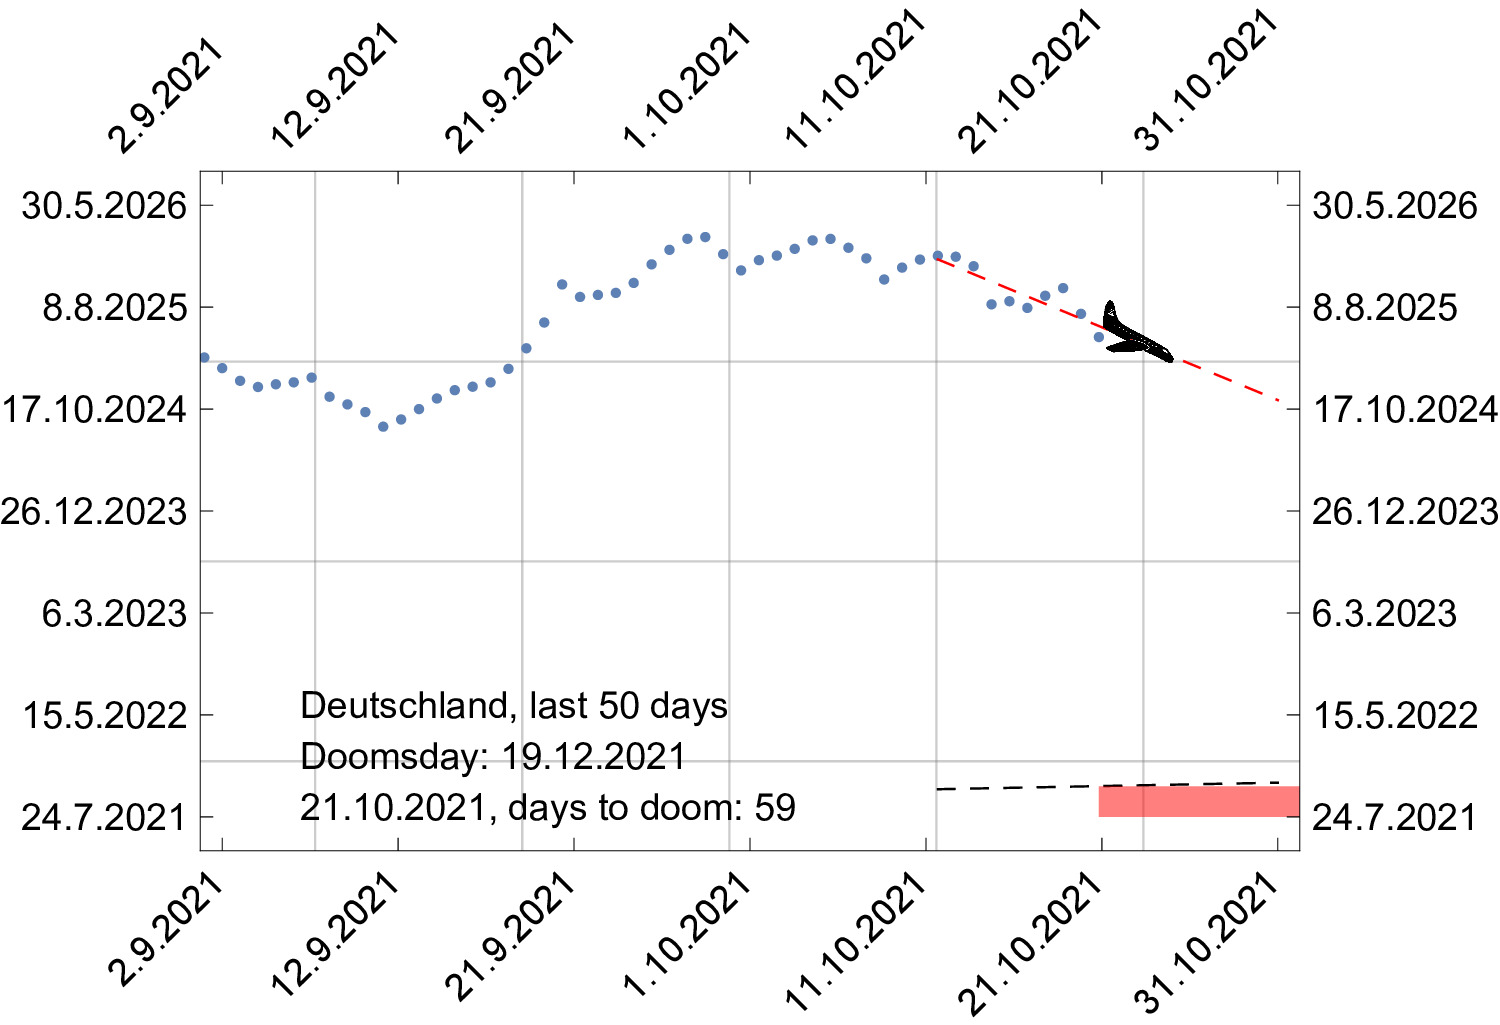 2.9.2021 12.9.2021 21.9.2021 1.10.2021 11.10.2021 21.10.2021 31.10.2021
30.5.2026 30.5.2026
8.8.2025 8.8.2025
17.10.2024 17.10.2024
26.12.2023 26.12.2023
6.3.2023 6.3.2023
Deutschland, last 50 days
15.5.2022 15.5.2022
Doomsday: 19.12.2021
21.10.2021, days to doom: 59
24.7.2021 24.7.2021
2.9.2021 12.9.2021 21.9.2021 1.10.2021 11.10.2021 21.10.2021 31.10.2021